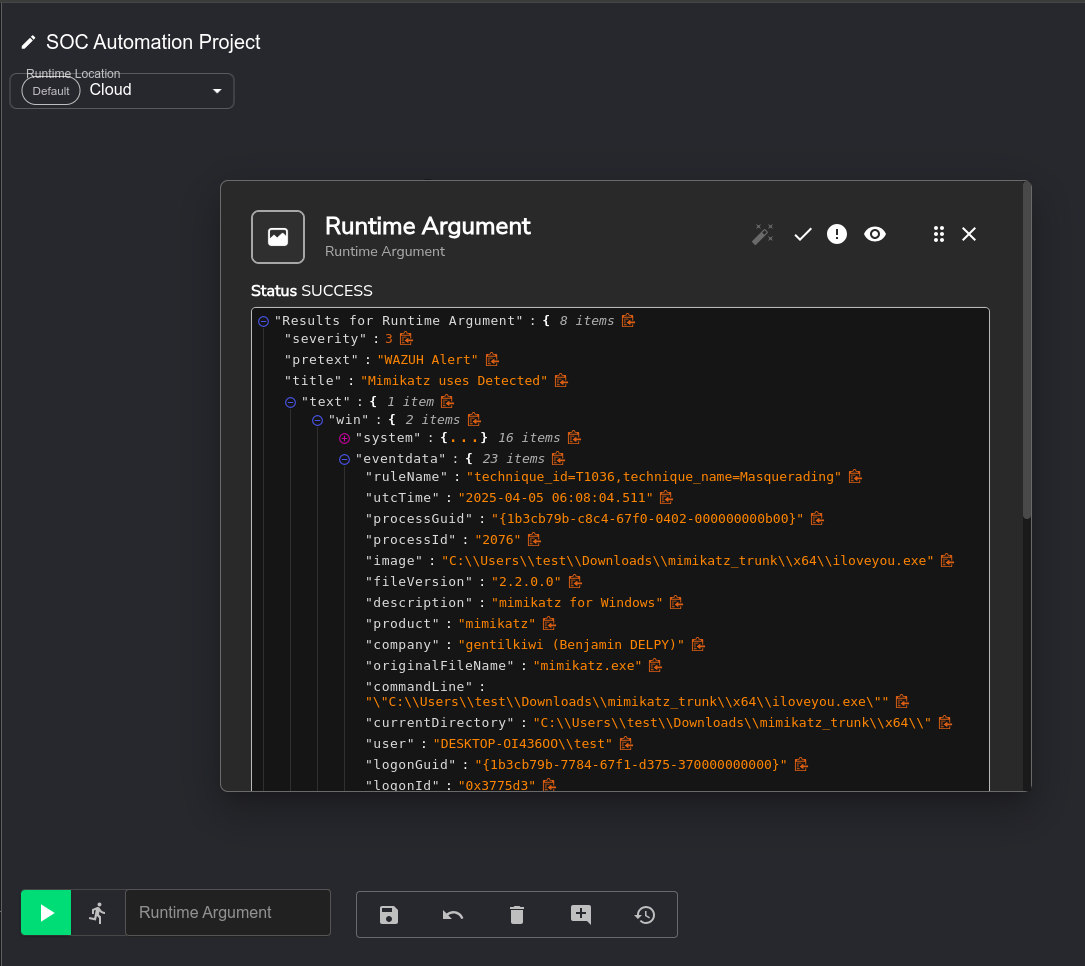 SOC Automation Project
Runtime Location
Default Cloud
Runtime Argument
Runtime Argument
Status SUCCESS
"Results for Runtime Argument" : { 8 items
"severity" : 3
"pretext" : "WAZUH Alert"
"title" : "Mimikatz uses Detected"
"text" : { 1 item
"win" : { 2 items
"system" : {...} 16 items
"eventdata" : { 23 items
"ruleName" : "technique_id=T1036,technique_name=Masquerading"
"utcTime" : "2025-04-05 06:08:04.511"
"processGuid" : "{1b3cb79b-c8c4-67f0-0402-000000000b00}"
"processId" : "2076"
"image" : "C:\\Users\\test\\Downloads\\mimikatz_trunk\\x64\\iloveyou.exe"
"fileVersion" : "2.2.0.0"
"description" : "mimikatz for Windows"
"product" : "mimikatz"
"company" : "gentilkiwi (Benjamin DELPY)"
"originalFileName" : "mimikatz.exe"
"commandLine" :
"\"C:\\Users\\test\\Downloads\\mimikatz_trunk\\x64\\iloveyou.exe\""
"currentDirectory" : "C:\\Users\\test\\Downloads\\mimikatz_trunk\\x64\\"
"user" : "DESKTOP-OI436OO\\test"
"logonGuid" : "{1b3cb79b-7784-67f1-d375-370000000000}"
"logonId" : "0x3775d3"
Runtime Argument